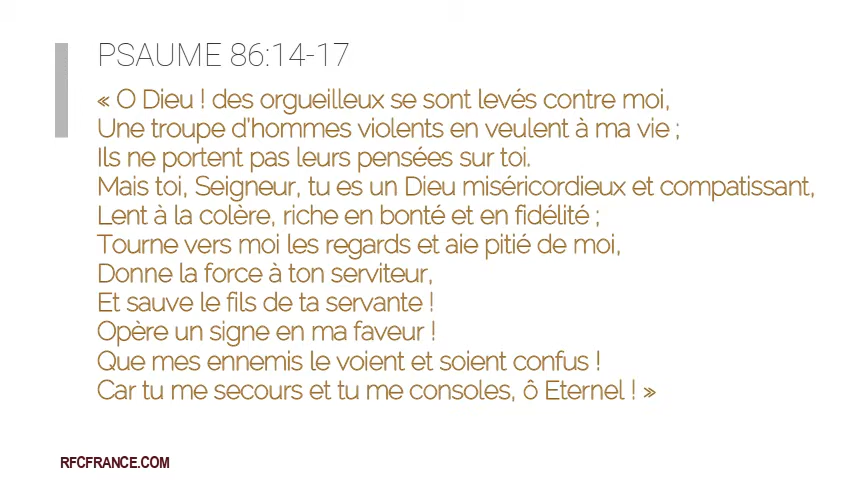 PSAUME 86:14-17
« O Dieu ! des orgueilleux se sont levés contre moi,
Une troupe d'hommes violents en veulent à ma vie ;
Ils ne portent pas leurs pensées sur toi.
Mais toi, Seigneur, tu es un Dieu miséricordieux et compatissant,
Lent à la colère, riche en bonté et en fidélité ;
Tourne vers moi les regards et aie pitié de moi,
Donne la force à ton serviteur,
Et sauve le fils de ta servante !
Opère un signe en ma faveur !
Que mes ennemis le voient et soient confus !
Car tu me secours et tu me consoles, ô Eternel ! »
RFCFRANCE.COM